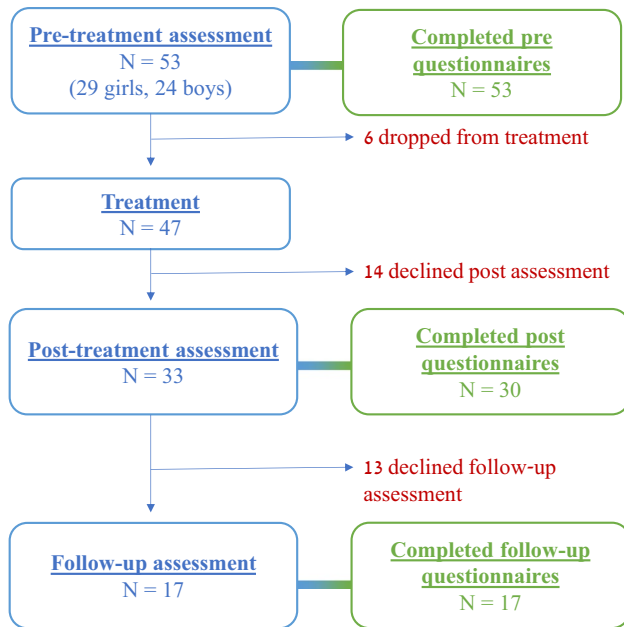 Pre-treatment assessment
N = 53
(29 girls, 24 boys)
Completed pre
questionnaires
N = 53
6 dropped from treatment
Treatment
N = 47
14 declined post assessment
Post-treatment assessment
N = 33
Completed post
questionnaires
N = 30
13 declined follow-up
assessment
Follow-up assessment
N = 17
Completed follow-up
questionnaires
N = 17